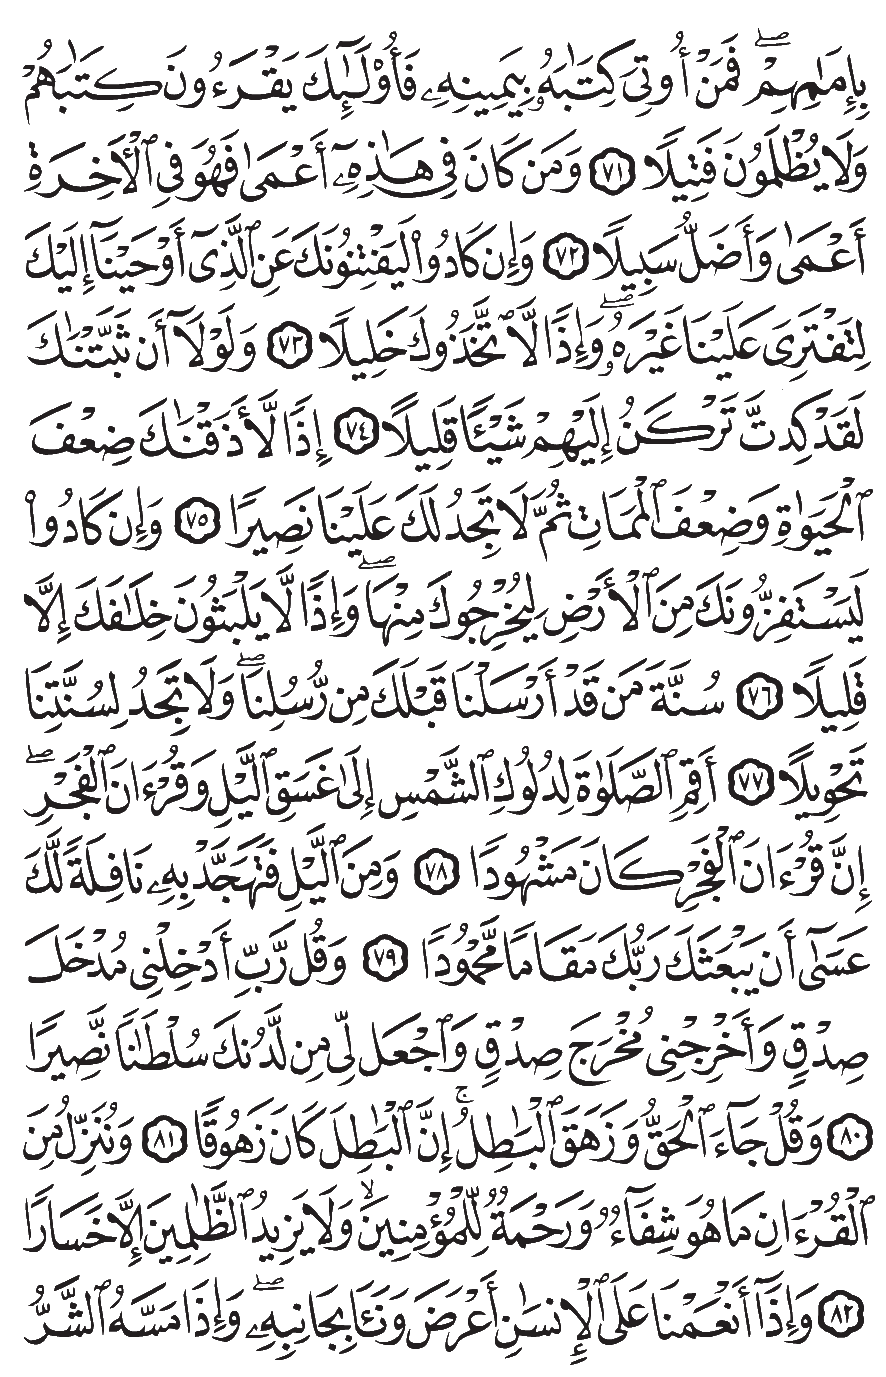 بِإِمَٰمِهِمْ ۖ فَمَنْ أُوتِىَ كِتَٰبَهُۥ بِيَمِينِهِۦ فَأُو۟لَٰٓئِكَ يَقْرَءُونَ كِتَٰبَهُمْ
وَلَا يُظْلَمُونَ فَتِيلًا ٧١ وَمَن كَانَ فِى هَٰذِهِۦٓ أَعْمَىٰ فَهُوَ فِى ٱلْأَخِرَةِ
أَعْمَىٰ وَأَضَلُّ سَبِيلًا ٧٢ وَإِن كَادُوا۟ لَيَفْتِنُونَكَ عَنِ ٱلَّذِىٓ أَوْحَيْنَآ إِلَيْكَ
لِتَفْتَرِىَ عَلَيْنَا غَيْرَهُۥ ۖ وَإِذًا لَّٱتَّخَذُوكَ خَلِيلًا ٧٣ وَلَوْلَآ أَن ثَبَّتْنَٰكَ
لَقَدْ كِدتَّ تَرْكَنُ إِلَيْهِمْ شَيْـًٔا قَلِيلًا ٧٤ إِذًا لَّأَذَقْنَٰكَ ضِعْفَ
ٱلْحَيَوٰةِ وَضِعْفَ ٱلْمَمَاتِ ثُمَّ لَا تَجِدُ لَكَ عَلَيْنَا نَصِيرًا ٧٥ وَإِن كَادُوا۟
لَيَسْتَفِزُّونَكَ مِنَ ٱلْأَرْضِ لِيُخْرِجُوكَ مِنْهَا ۖ وَإِذًا لَّا يَلْبَثُونَ خِلَٰفَكَ إِلَّا
قَلِيلًا ٧٦ سُنَّةَ مَن قَدْ أَرْسَلْنَا قَبْلَكَ مِن رُّسُلِنَا ۖ وَلَا تَجِدُ لِسُنَّتِنَا
تَحْوِيلًا ٧٧ أَقِمِ ٱلصَّلَوٰةَ لِدُلُوكِ ٱلشَّمْسِ إِلَىٰ غَسَقِ ٱلَّيْلِ وَقُرْءَانَ ٱلْفَجْرِ ۖ
إِنَّ قُرْءَانَ ٱلْفَجْرِ كَانَ مَشْهُودًا ٧٨ وَمِنَ ٱلَّيْلِ فَتَهَجَّدْ بِهِۦ نَافِلَةً لَّكَ
عَسَىٰٓ أَن يَبْعَثَكَ رَبُّكَ مَقَامًا مَّحْمُودًا ٧٩ وَقُل رَّبِّ أَدْخِلْنِى مُدْخَلَ
صِدْقٍ وَأَخْرِجْنِى مُخْرَجَ صِدْقٍ وَٱجْعَل لِّى مِن لَّدُنكَ سُلْطَٰنًا نَّصِيرًا
٨٠ وَقُلْ جَآءَ ٱلْحَقُّ وَزَهَقَ ٱلْبَٰطِلُ ۚ إِنَّ ٱلْبَٰطِلَ كَانَ زَهُوقًا ٨١ وَنُنَزِّلُ مِنَ
ٱلْقُرْءَانِ مَا هُوَ شِفَآءٌ وَرَحْمَةٌ لِّلْمُؤْمِنِينَ ۙ وَلَا يَزِيدُ ٱلظَّٰلِمِينَ إِلَّا خَسَارًا
٨٢ وَإِذَآ أَنْعَمْنَا عَلَى ٱلْإِنسَٰنِ أَعْرَضَ وَنَـَٔا بِجَانِبِهِۦ ۖ وَإِذَا مَسَّهُ ٱلشَّرُّ